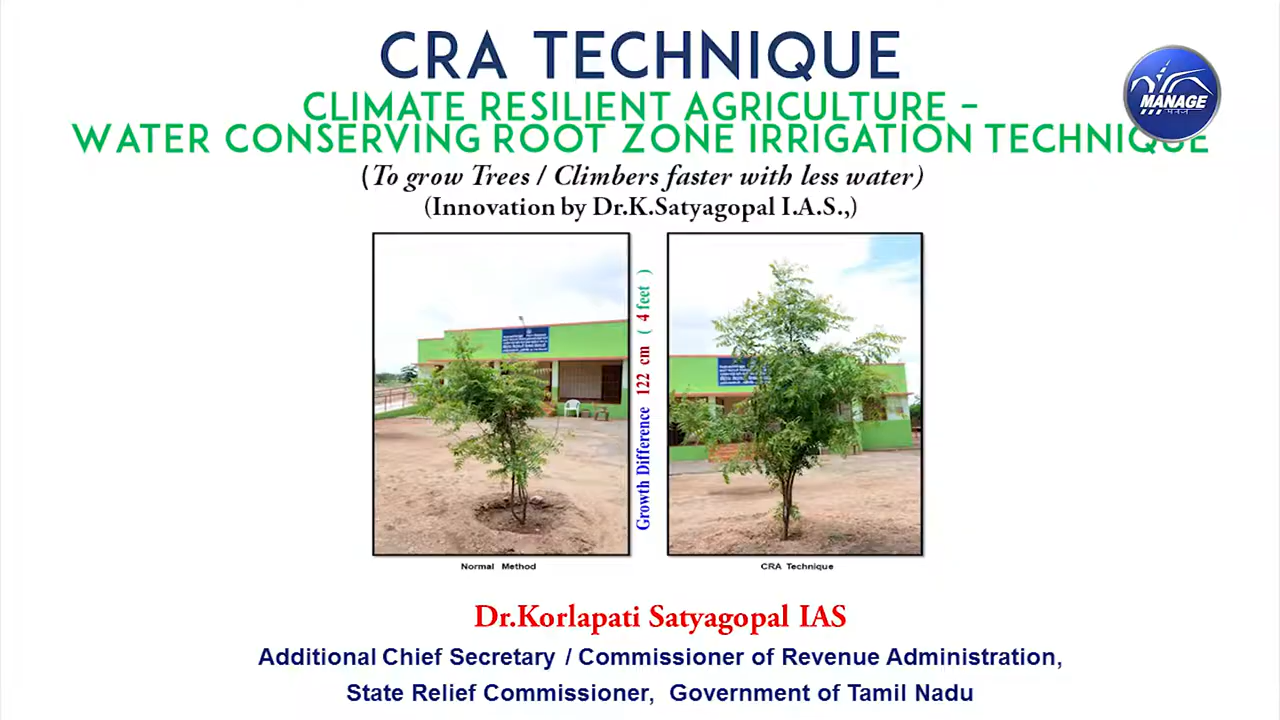 CRA TECHNIQUE
CLIMATE RESILIENT AGRICULTURE –
WATER CONSERVING ROOT ZONE IRRIGATION TECHNIQUE
(To grow Trees / Climbers faster with less water)
(Innovation by Dr.K.Satyagopal I.A.S.,)
MANAGE
Growth Difference 122 cm ( 4 feet )
Normal Method
CRA Technique
Dr.Korlapati Satyagopal IAS
Additional Chief Secretary / Commissioner of Revenue Administration,
State Relief Commissioner, Government of Tamil Nadu